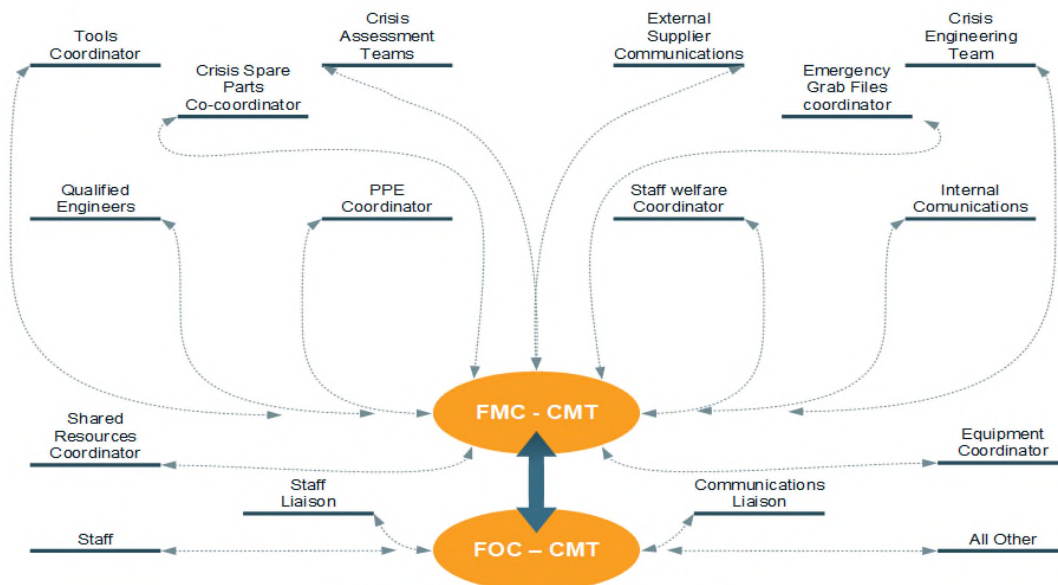 Tools
Coordinator
Crisis
Assessment
Teams
External
Supplier
Communications
Crisis
Engineering
Team
Crisis Spare
Parts
Co-coordinator
Emergency
Grab Files
coordinator
Qualified
Engineers
PPE
Coordinator
Staff welfare
Coordinator
Internal
Comunications
FMC - CMT
Shared
Resources
Coordinator
Equipment
Coordinator
Staff
Liaison
Communications
Liaison
Staff
FOC – CMT
All Other